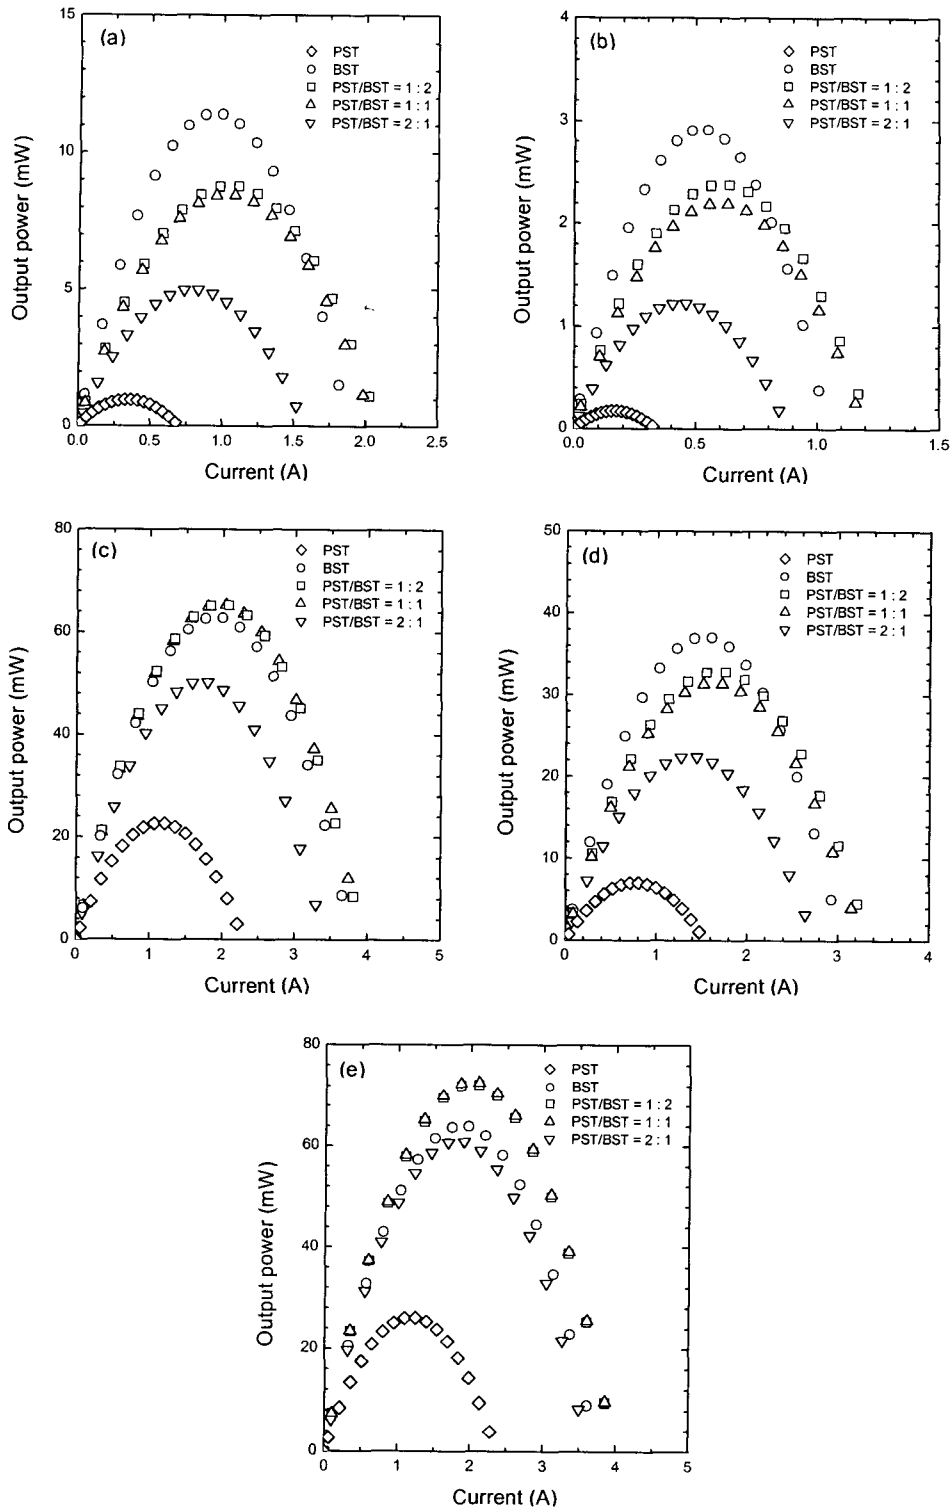 (a)
PST
BST
PST/BST = 1 : 2
PST/BST = 1 : 1
PST/BST = 2 : 1
15
10
5
0
0.0 0.5 1.0 1.5 2.0 2.5
Output power (mW)
Current (A)
(b)
PST
BST
PST/BST = 1 : 2
PST/BST = 1 : 1
PST/BST = 2 : 1
4
3
2
1
0
0.0 0.5 1.0 1.5
Output power (mW)
Current (A)
(c)
PST
BST
PST/BST = 1 : 2
PST/BST = 1 : 1
PST/BST = 2 : 1
80
60
40
20
0
0 1 2 3 4 5
Output power (mW)
Current (A)
(d)
PST
BST
PST/BST = 1 : 2
PST/BST = 1 : 1
PST/BST = 2 : 1
50
40
30
20
10
0
0 1 2 3 4
Output power (mW)
Current (A)
(e)
PST
BST
PST/BST = 1 : 2
PST/BST = 1 : 1
PST/BST = 2 : 1
80
60
40
20
0
0 1 2 3 4 5
Output power (mW)
Current (A)